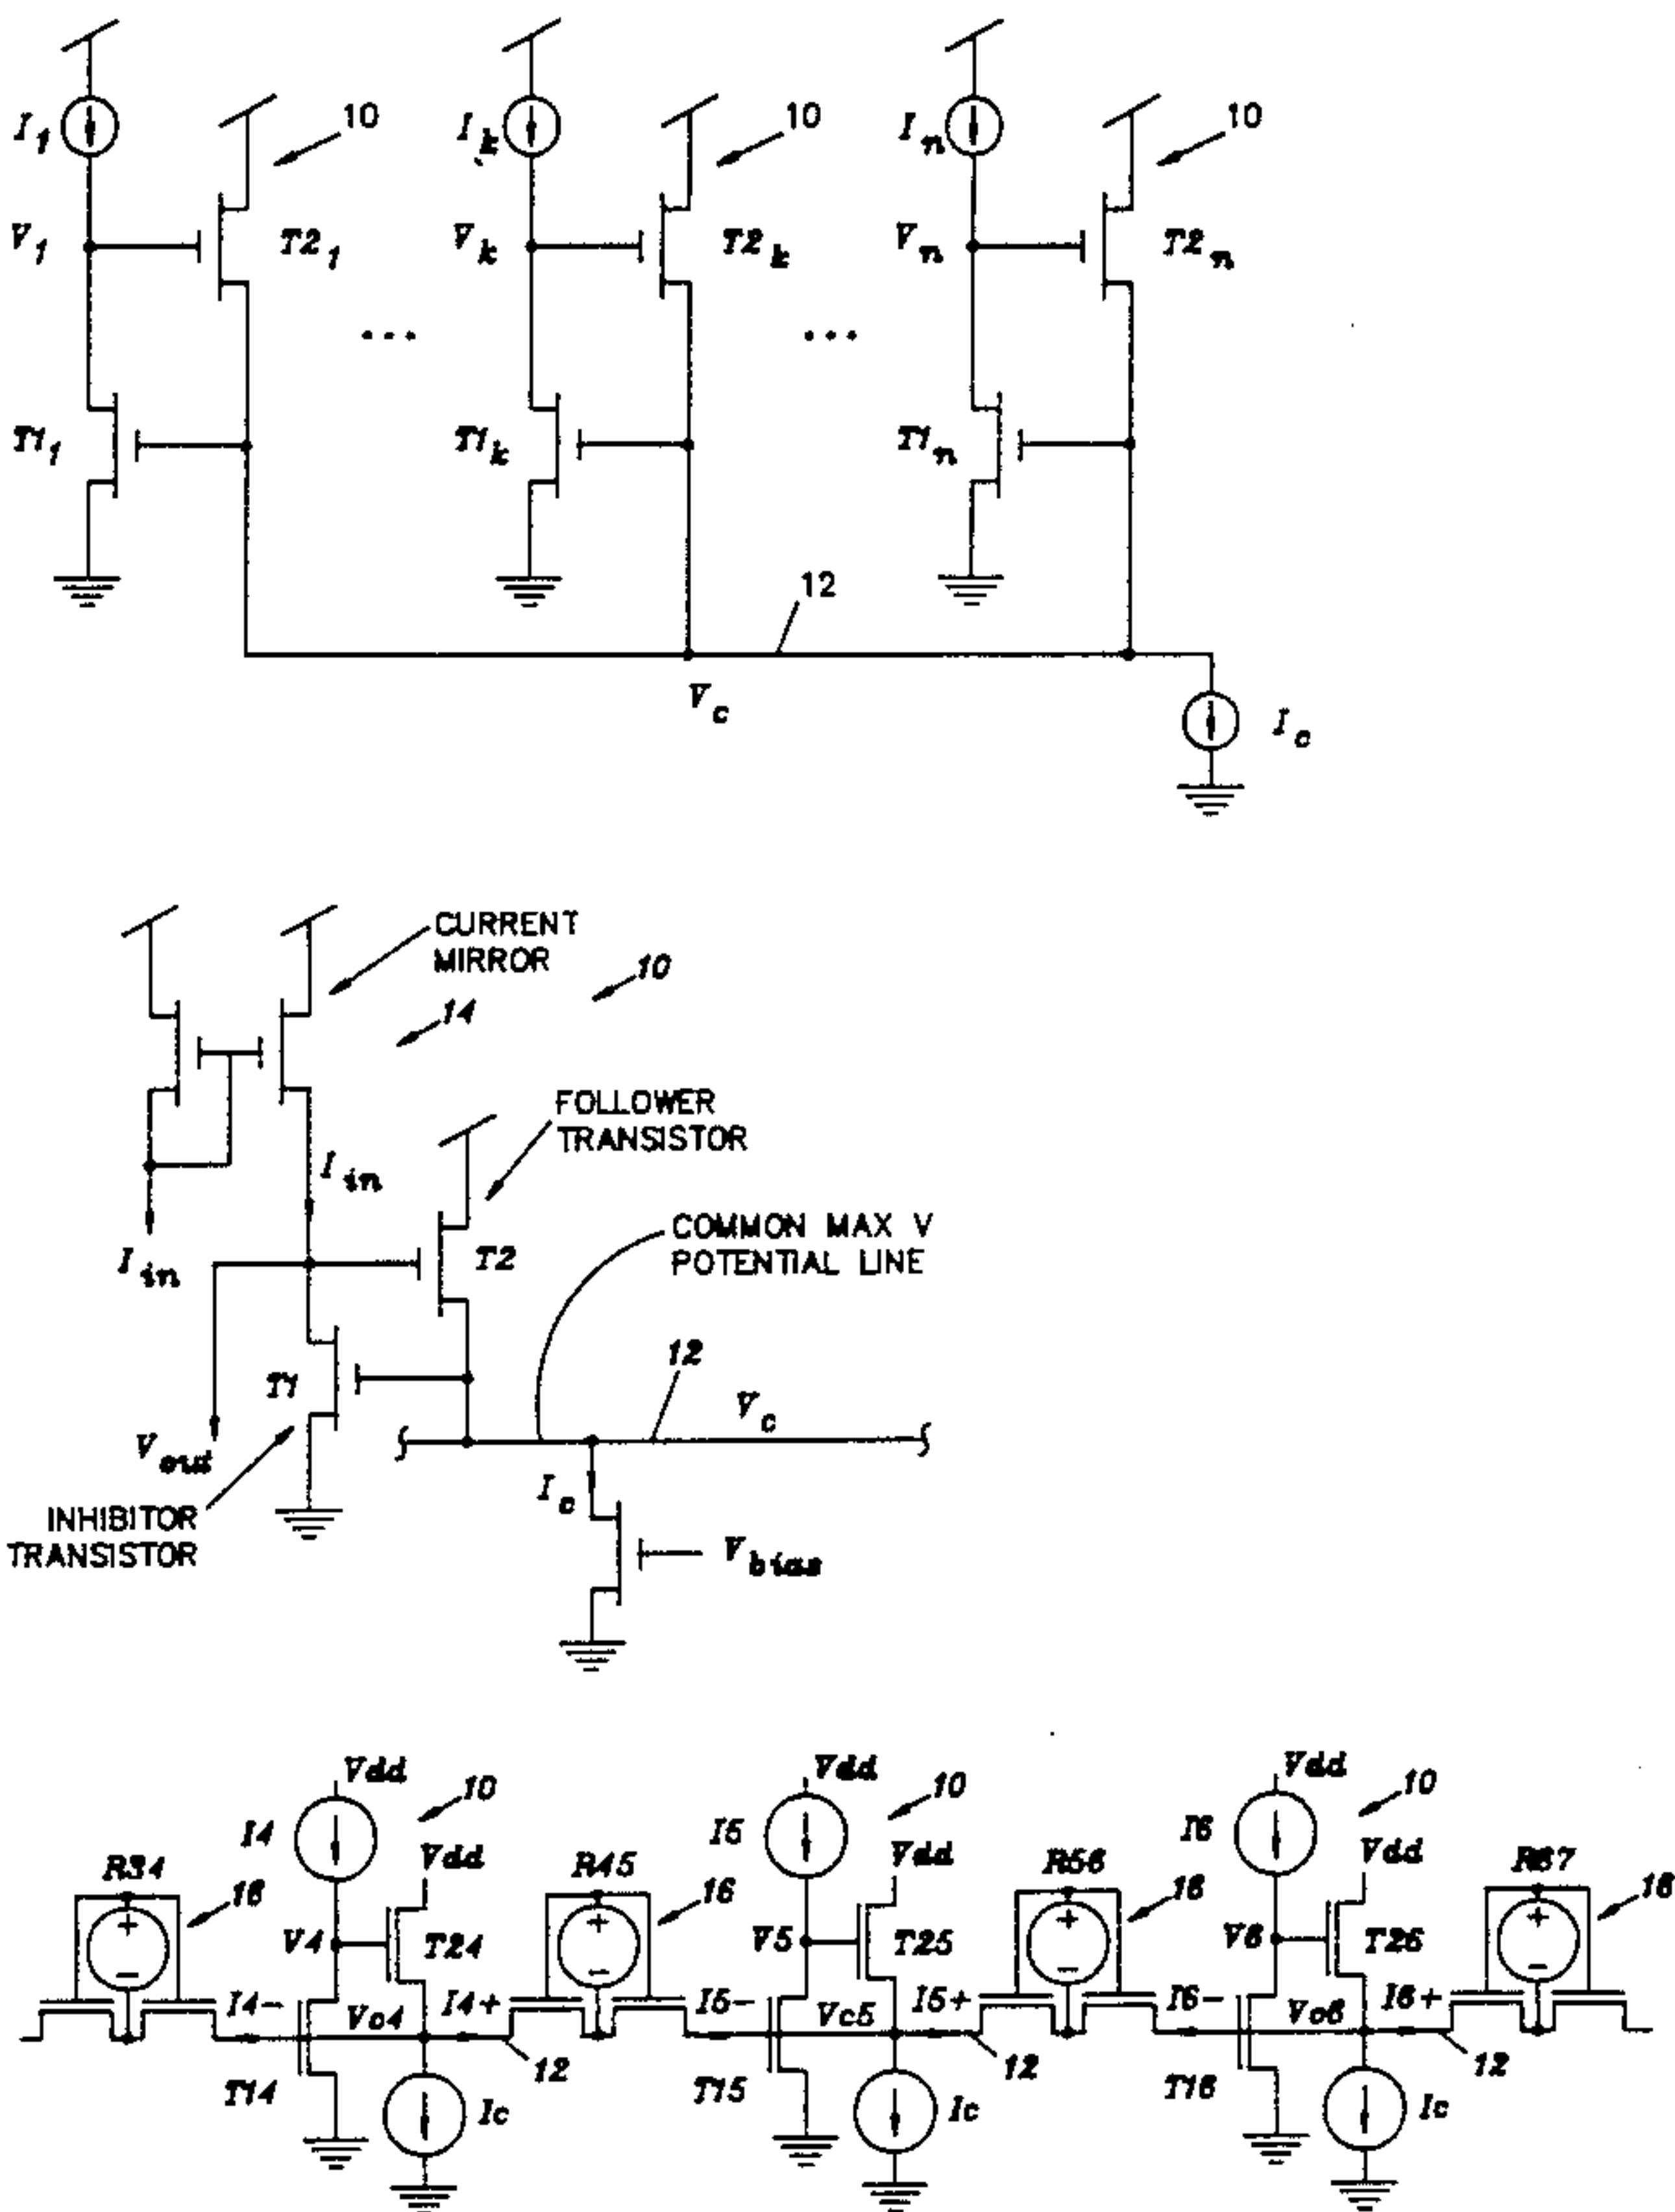 10
10
10
I1
Ik
In
V1
T21
Vk
T2k
Vn
T2n
...
...
T11
T1k
T1n
12
Vc
Ic
CURRENT
MIRROR
10
14
FOLLOWER
TRANSISTOR
Iin
Iin
T2
COMMON MAX V
POTENTIAL LINE
12
T1
Vc
Vout
Ic
INHIBITOR
TRANSISTOR
Vbias
Vdd
10
Vdd
10
Vdd
10
I4
I5
I6
R34
Vdd
R45
Vdd
R56
Vdd
R67
16
16
16
16
+
+
+
+
V4
T24
V5
T25
V6
T26
-
-
-
-
I4-
Vc4
I4+
I5-
Vc5
I5+
I6-
Vc6
I6+
12
12
12
T14
Ic
T15
Ic
T16
Ic